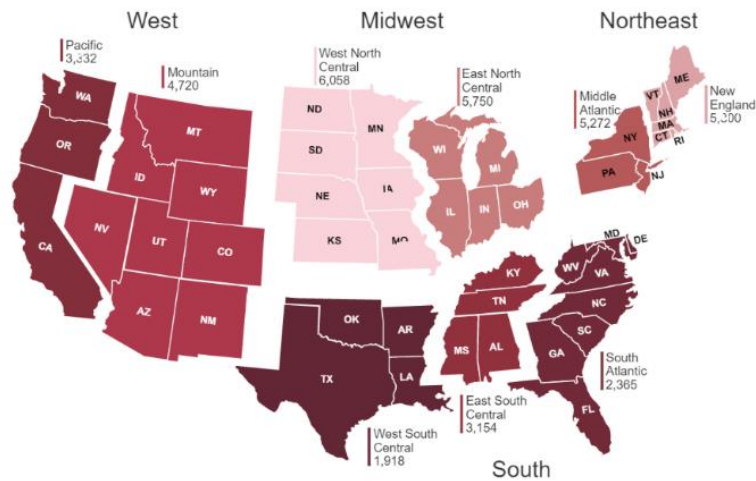 West
Midwest
Northeast
Pacific
3,332
Mountain
4,720
West North
Central
6,058
East North
Central
5,750
Middle
Atlantic
5,272
New
England
5,300
WA
OR
CA
MT
ID
WY
NV
UT
CO
AZ
NM
ND
MN
SD
NE
IA
KS
MO
WI
MI
IL
IN
OH
ME
VT
NH
MA
CT
RI
NY
PA
NJ
MD
DE
WV
VA
NC
SC
GA
FL
KY
TN
MS
AL
OK
AR
TX
LA
South
Atlantic
2,365
East South
Central
3,154
West South
Central
1,918
South